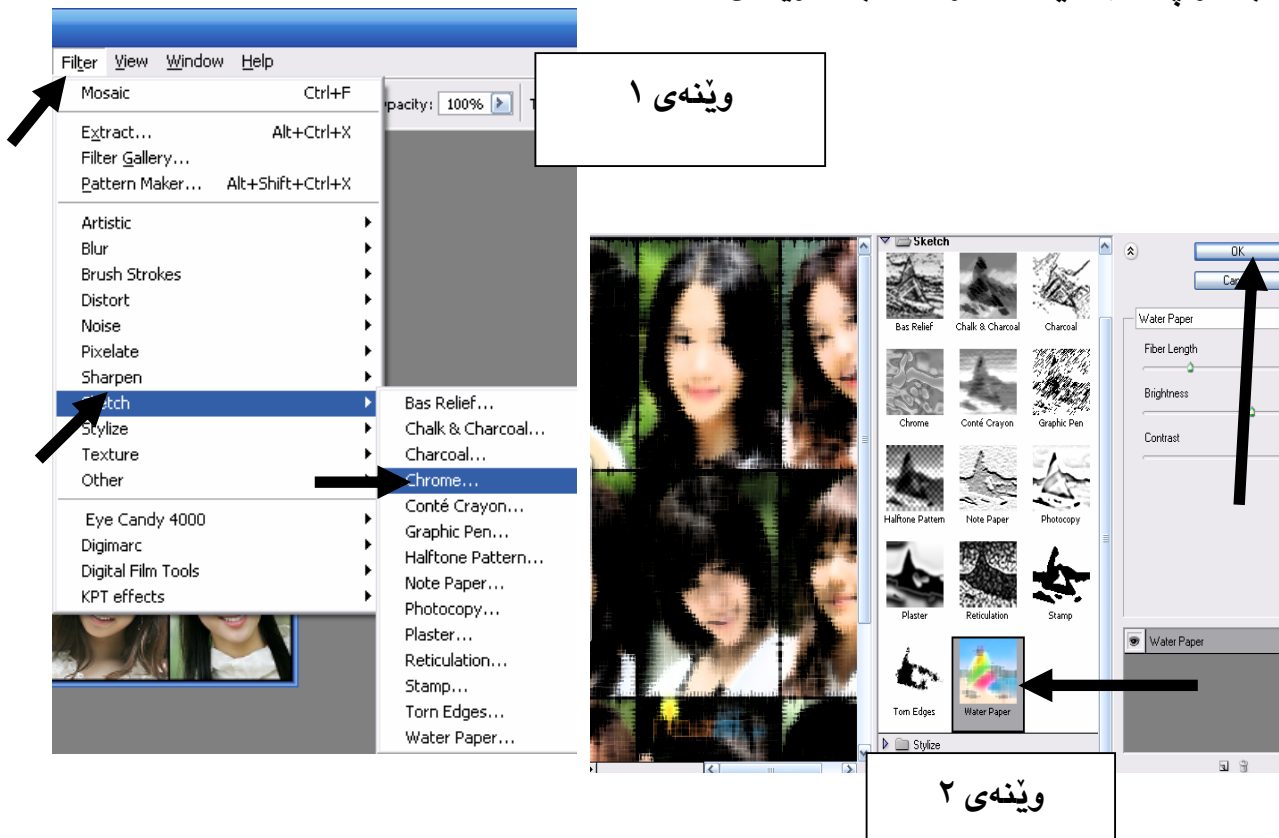 وێنەی ١
Filter View Window Help
Mosaic Ctrl+F
Extract... Alt+Ctrl+X
Filter Gallery...
Pattern Maker... Alt+Shift+Ctrl+X
Artistic
Blur
Brush Strokes
Distort
Noise
Pixelate
Sharpen
Sketch
Stylize
Texture
Other
Eye Candy 4000
Digimarc
Digital Film Tools
KPT effects
pacity: 100%
Bas Relief...
Chalk & Charcoal...
Charcoal...
Chrome...
Conté Crayon...
Graphic Pen...
Halftone Pattern...
Note Paper...
Photocopy...
Plaster...
Reticulation...
Stamp...
Torn Edges...
Water Paper...
Sketch
Bas Relief Chalk & Charcoal Charcoal
Chrome Conté Crayon Graphic Pen
Halftone Pattern Note Paper Photocopy
Plaster Reticulation Stamp
Torn Edges Water Paper
Stylize
OK
Water Paper
Fiber Length
Brightness
Contrast
Water Paper
وێنەی ٢